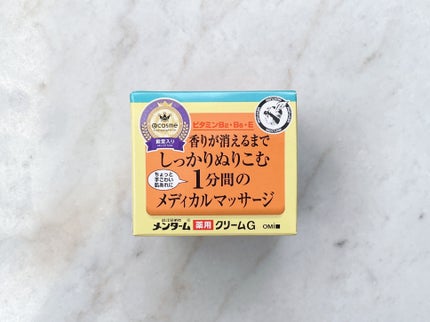 @cosme
殿堂入り
ビタミンB2・B6・E
香りが消えるまで
しっかりぬりこむ
ちょっと
手ごわい
肌あれに
1分間の
メディカルマッサージ
メンターム 薬用 クリームG OMI